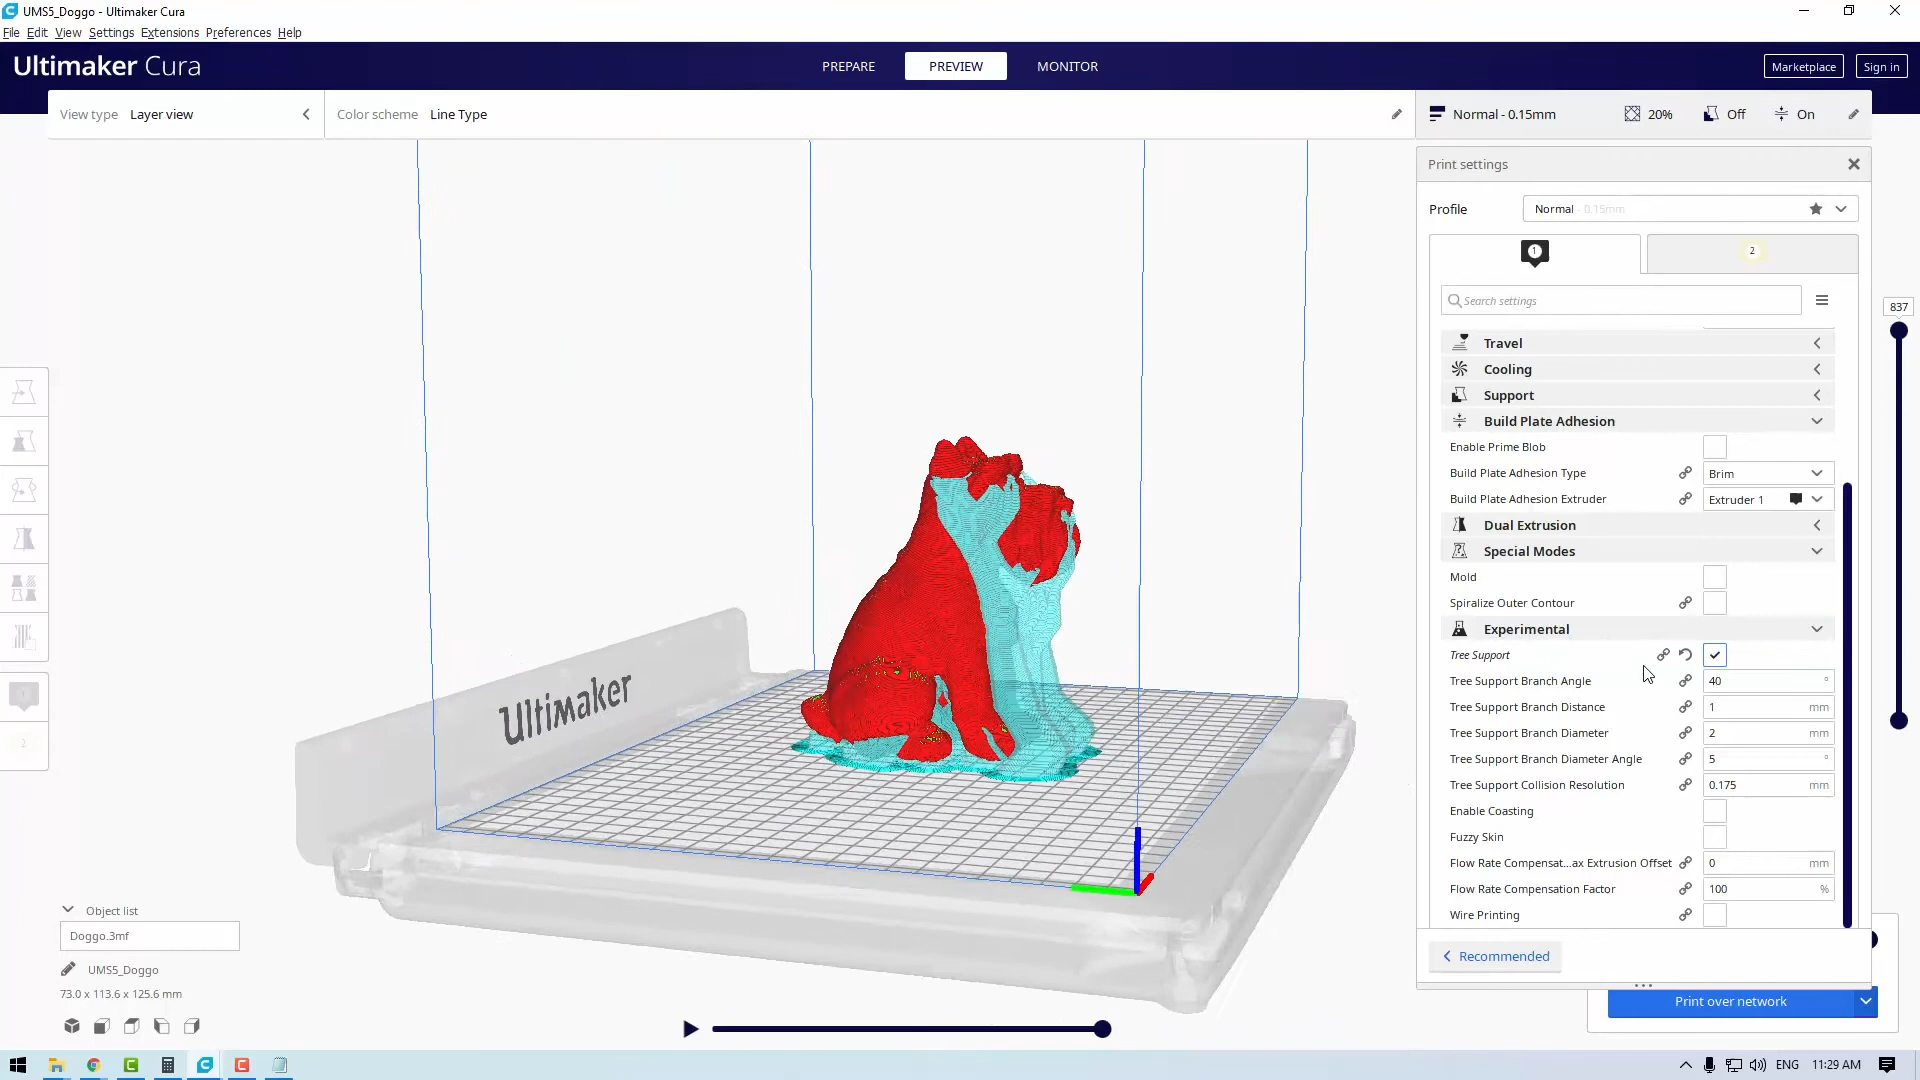 UMS5_Doggo - Ultimaker Cura
File Edit View Settings Extensions Preferences Help
Ultimaker Cura
PREPARE
PREVIEW
MONITOR
Marketplace
Sign in
View type Layer view
Color scheme Line Type
Normal - 0.15mm
20%
Off
On
Print settings
Profile
Normal - 0.15mm
1
2
Search settings
837
Travel
Cooling
Support
Build Plate Adhesion
Enable Prime Blob
Build Plate Adhesion Type Brim
Build Plate Adhesion Extruder Extruder 1
Dual Extrusion
Special Modes
Mold
Spiralize Outer Contour
Experimental
Tree Support
Tree Support Branch Angle 40 °
Tree Support Branch Distance 1 mm
Tree Support Branch Diameter 2 mm
Tree Support Branch Diameter Angle 5 °
Tree Support Collision Resolution 0.175 mm
Enable Coasting
Fuzzy Skin
Flow Rate Compensat...ax Extrusion Offset 0 mm
Flow Rate Compensation Factor 100 %
Wire Printing
Recommended
Print over network
Ultimaker
1
2
Object list
Doggo.3mf
UMS5_Doggo
73.0 x 113.6 x 125.6 mm
ENG
11:29 AM